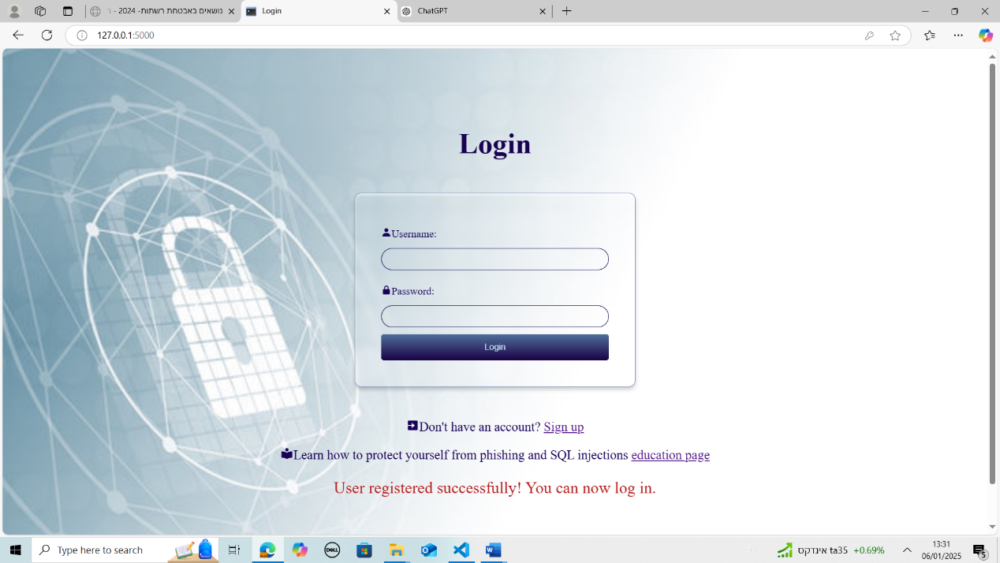 נושאים באבטחת רשתות- 2024 - ר
Login
ChatGPT
127.0.0.1:5000
Login
Username:
Password:
Login
Don't have an account? Sign up
Learn how to protect yourself from phishing and SQL injections education page
User registered successfully! You can now log in.
Type here to search
DELL
אינדקס ta35 +0.69%
13:31
06/01/2025
5